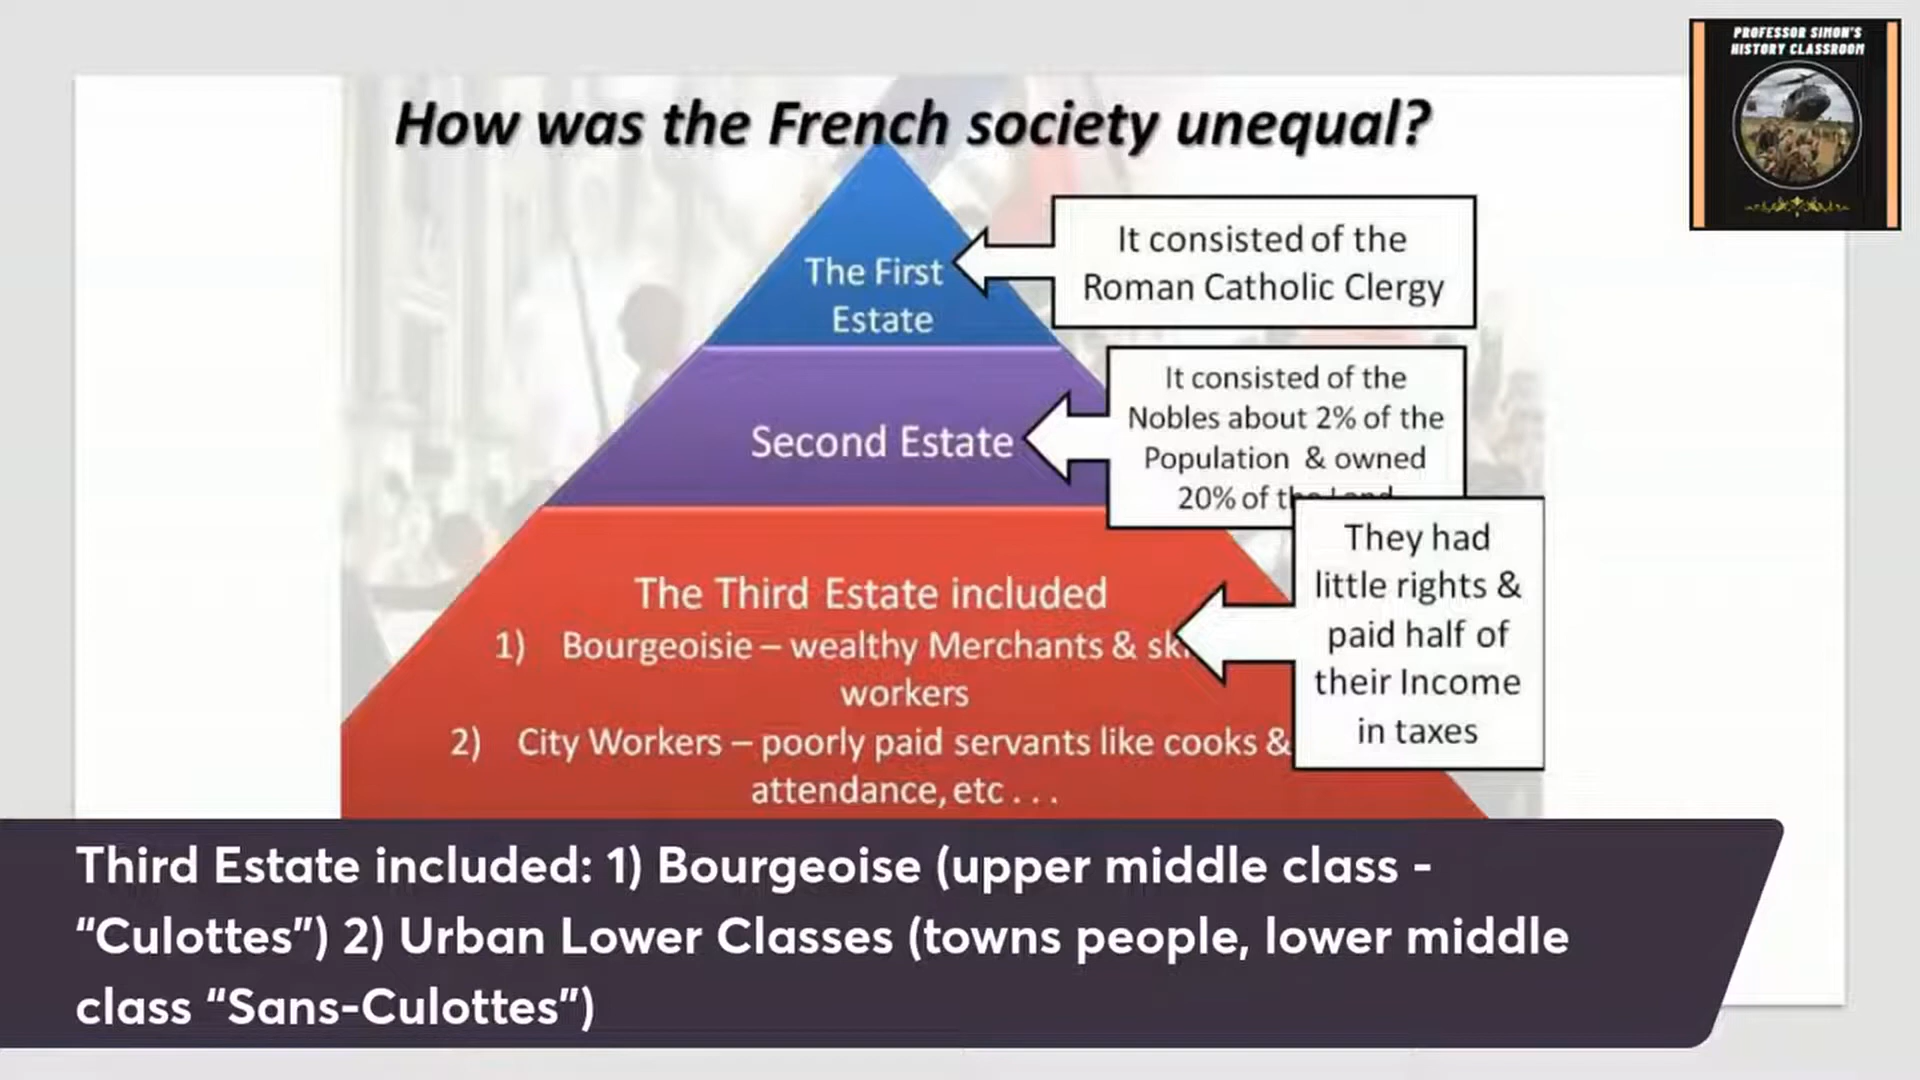 PROFESSOR SIMON'S
HISTORY CLASSROOM
How was the French society unequal?
The First
Estate
It consisted of the
Roman Catholic Clergy
Second Estate
It consisted of the
Nobles about 2% of the
Population & owned
20% of the Land
The Third Estate included
1) Bourgeoisie – wealthy Merchants &
workers
2) City Workers – poorly paid servants like cooks &
attendance, etc . . .
They had
little rights &
paid half of
their Income
in taxes
Third Estate included: 1) Bourgeoise (upper middle class -
“Culottes”) 2) Urban Lower Classes (towns people, lower middle
class “Sans-Culottes”)